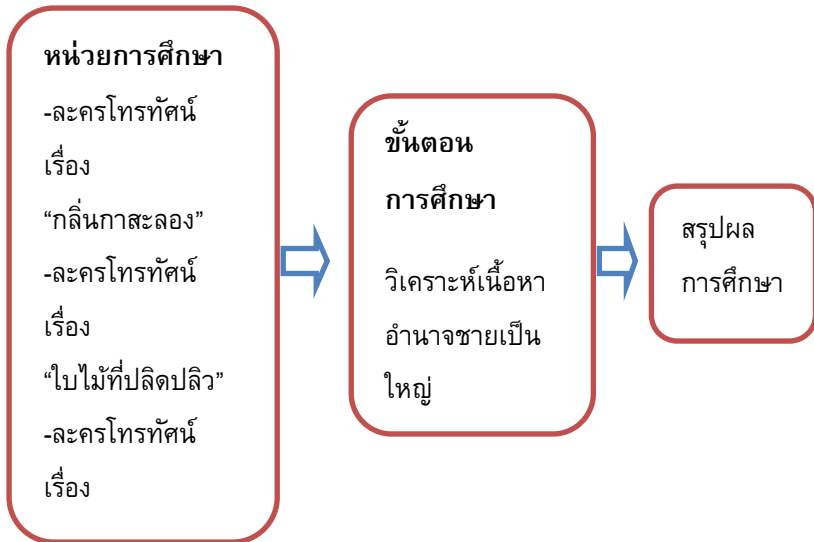 หน่วยการศึกษา
-ละครโทรทัศน์
เรื่อง
“กลิ่นกาสะลอง”
-ละครโทรทัศน์
เรื่อง
“ใบไม้ที่ปลิดปลิว”
-ละครโทรทัศน์
เรื่อง
ขั้นตอน
การศึกษา
วิเคราะห์เนื้อหา
อำนาจชายเป็น
ใหญ่
สรุปผล
การศึกษา